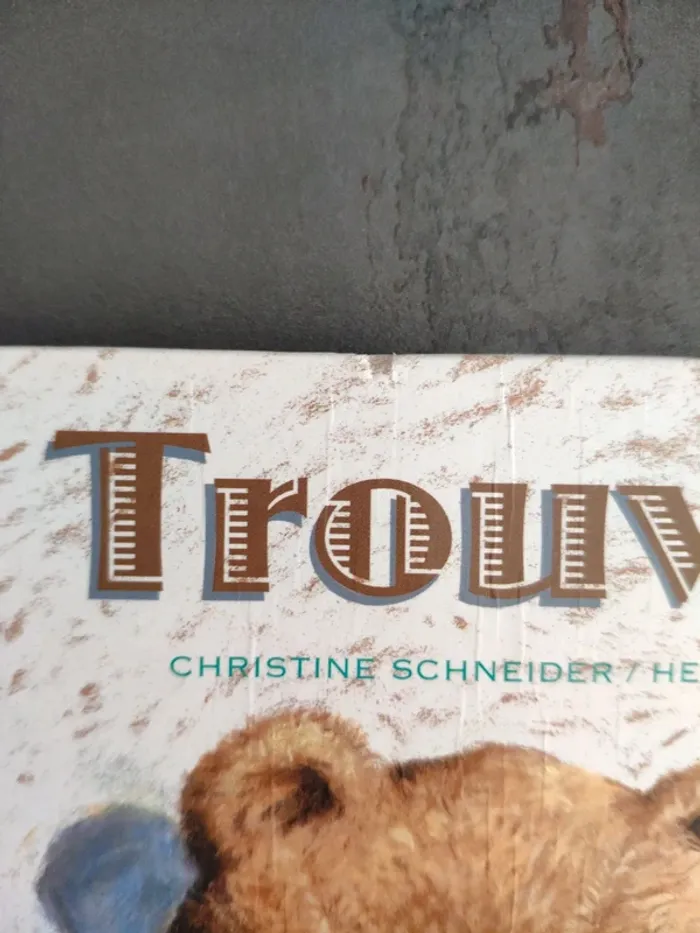 Trouv
CHRISTINE SCHNEIDER / HE